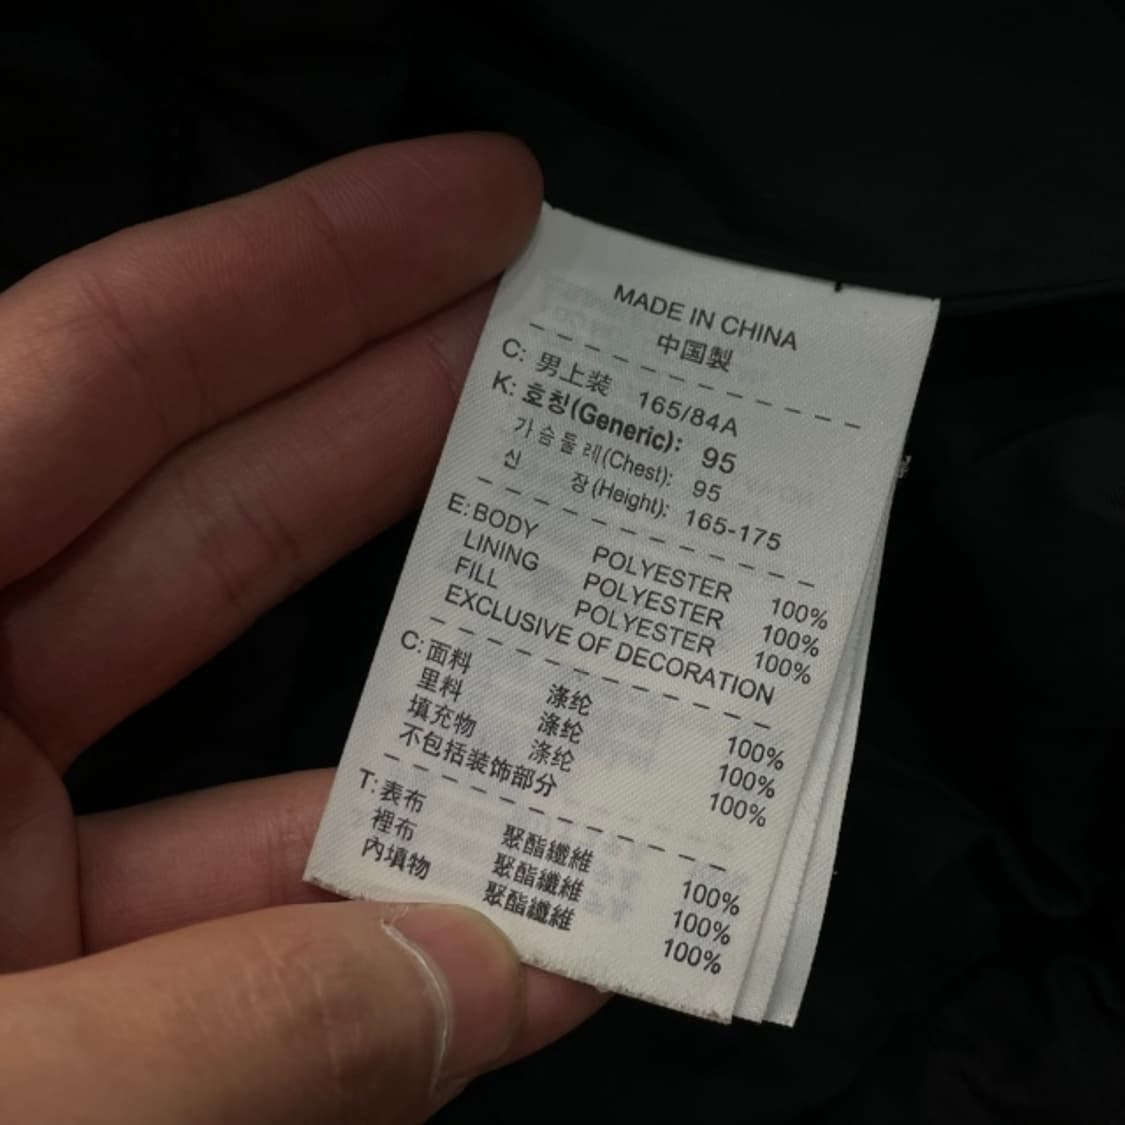 MADE IN CHINA
中国製
C: 男上装 165/84A
K: 호칭(Generic): 95
가슴둘레(Chest): 95
신 장(Height): 165-175
E: BODY POLYESTER 100%
LINING POLYESTER 100%
FILL POLYESTER 100%
EXCLUSIVE OF DECORATION
C: 面料 涤纶 100%
里料 涤纶 100%
填充物 涤纶 100%
不包括装饰部分
T: 表布 聚酯纖維 100%
裡布 聚酯纖維 100%
內填物 聚酯纖維 100%